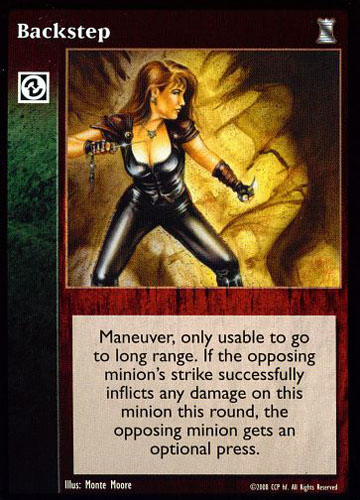 Backstep
Maneuver, only usable to go
to long range. If the opposing
minion's strike successfully
inflicts any damage on this
minion this round, the
opposing minion gets an
optional press.
Illus: Monte Moore
©2008 CCP hf. All Rights Reserved